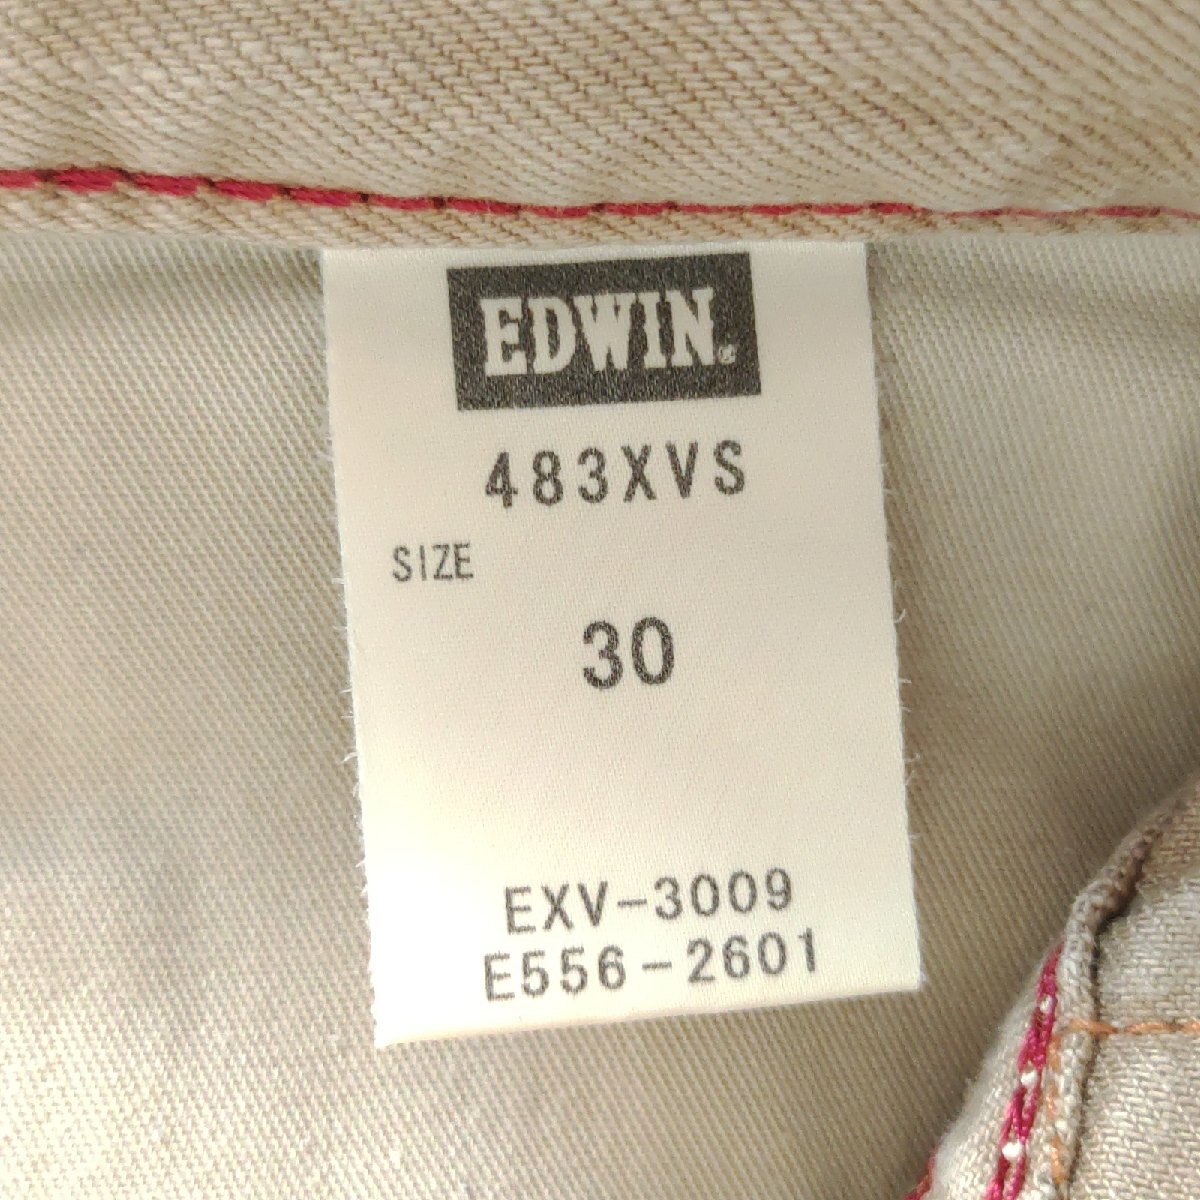 EDWIN
483XVS
SIZE
30
EXV-3009
E556-2601